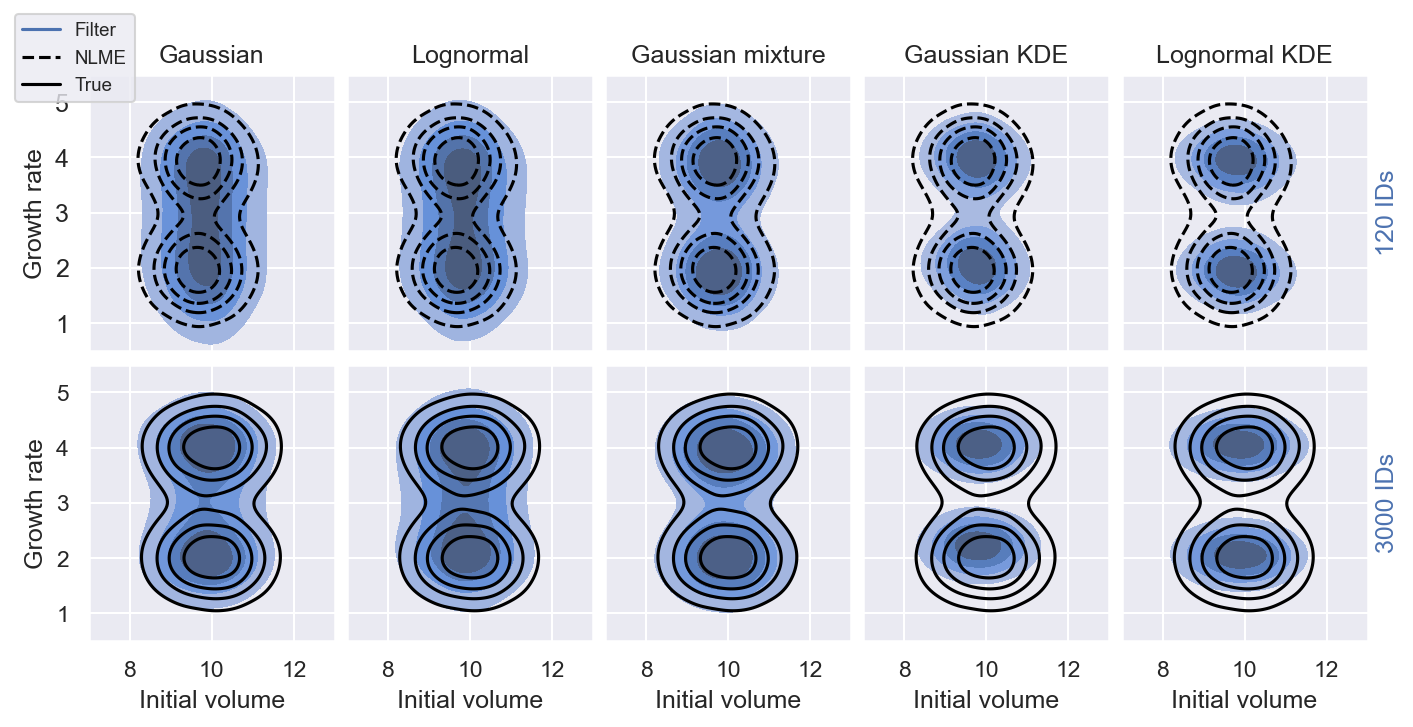 Filter
NLME
True
Gaussian
Lognormal
Gaussian mixture
Gaussian KDE
Lognormal KDE
5
4
3
2
1
Growth rate
120 IDs
5
4
3
2
1
Growth rate
3000 IDs
8 10 12
8 10 12
8 10 12
8 10 12
8 10 12
Initial volume
Initial volume
Initial volume
Initial volume
Initial volume